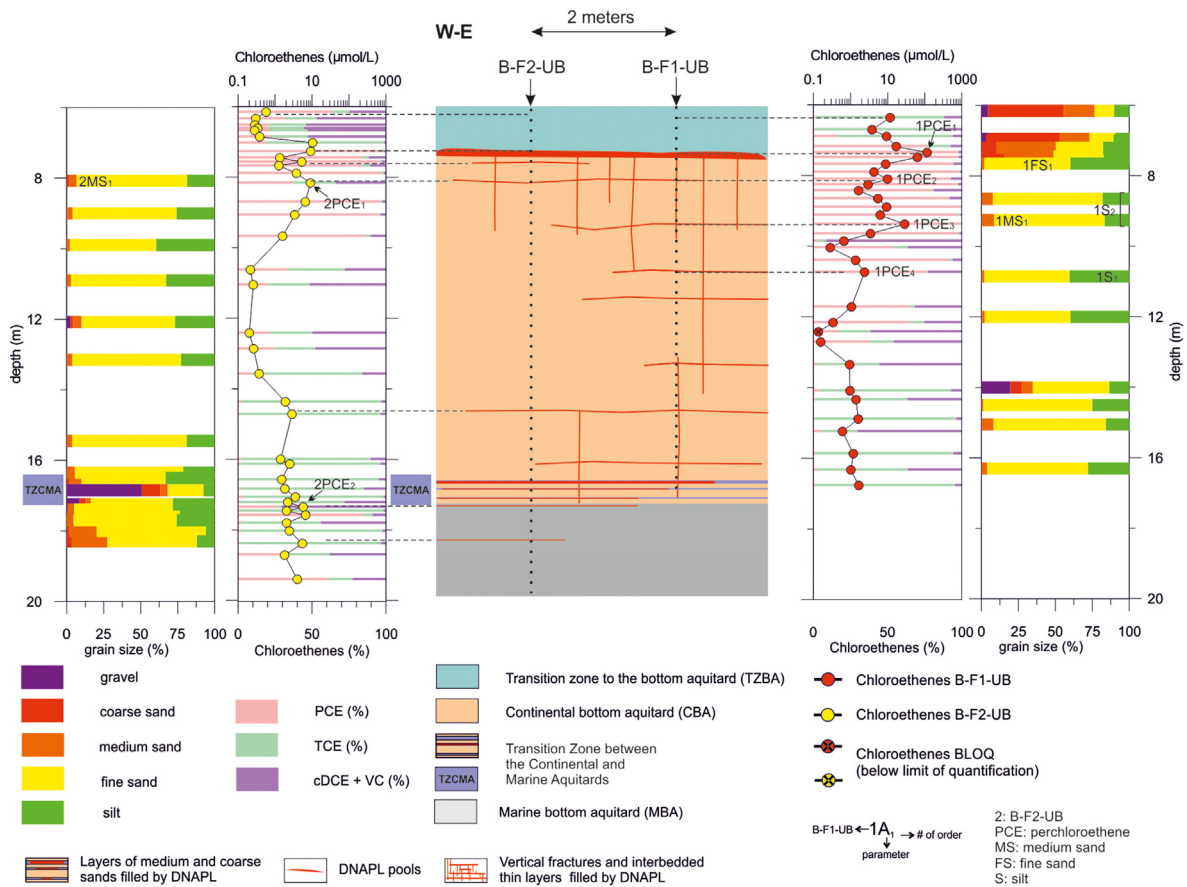 W-E
2 meters
B-F2-UB
B-F1-UB
Chloroethenes (µmol/L)
0.1 10 1000
Chloroethenes (µmol/L)
0.1 10 1000
1PCE1
1FS1
8
2MS1
2PCE1
1PCE2
8
1S2
1MS1
1PCE3
1PCE4
1S1
12
12
depth (m)
depth (m)
16
16
TZCMA
TZCMA
2PCE2
20
20
0 25 50 75 100
grain size (%)
0 50 100
Chloroethenes (%)
0 50 100
Chloroethenes (%)
0 25 50 75 100
grain size (%)
gravel
coarse sand
medium sand
fine sand
silt
PCE (%)
TCE (%)
cDCE + VC (%)
Transition zone to the bottom aquitard (TZBA)
Continental bottom aquitard (CBA)
Transition Zone between
the Continental and
Marine Aquitards
TZCMA
Marine bottom aquitard (MBA)
Chloroethenes B-F1-UB
Chloroethenes B-F2-UB
Chloroethenes BLOQ
(below limit of quantification)
B-F1-UB 1A1 # of order
parameter
2: B-F2-UB
PCE: perchloroethene
MS: medium sand
FS: fine sand
S: silt
Layers of medium and coarse
sands filled by DNAPL
DNAPL pools
Vertical fractures and interbedded
thin layers filled by DNAPL